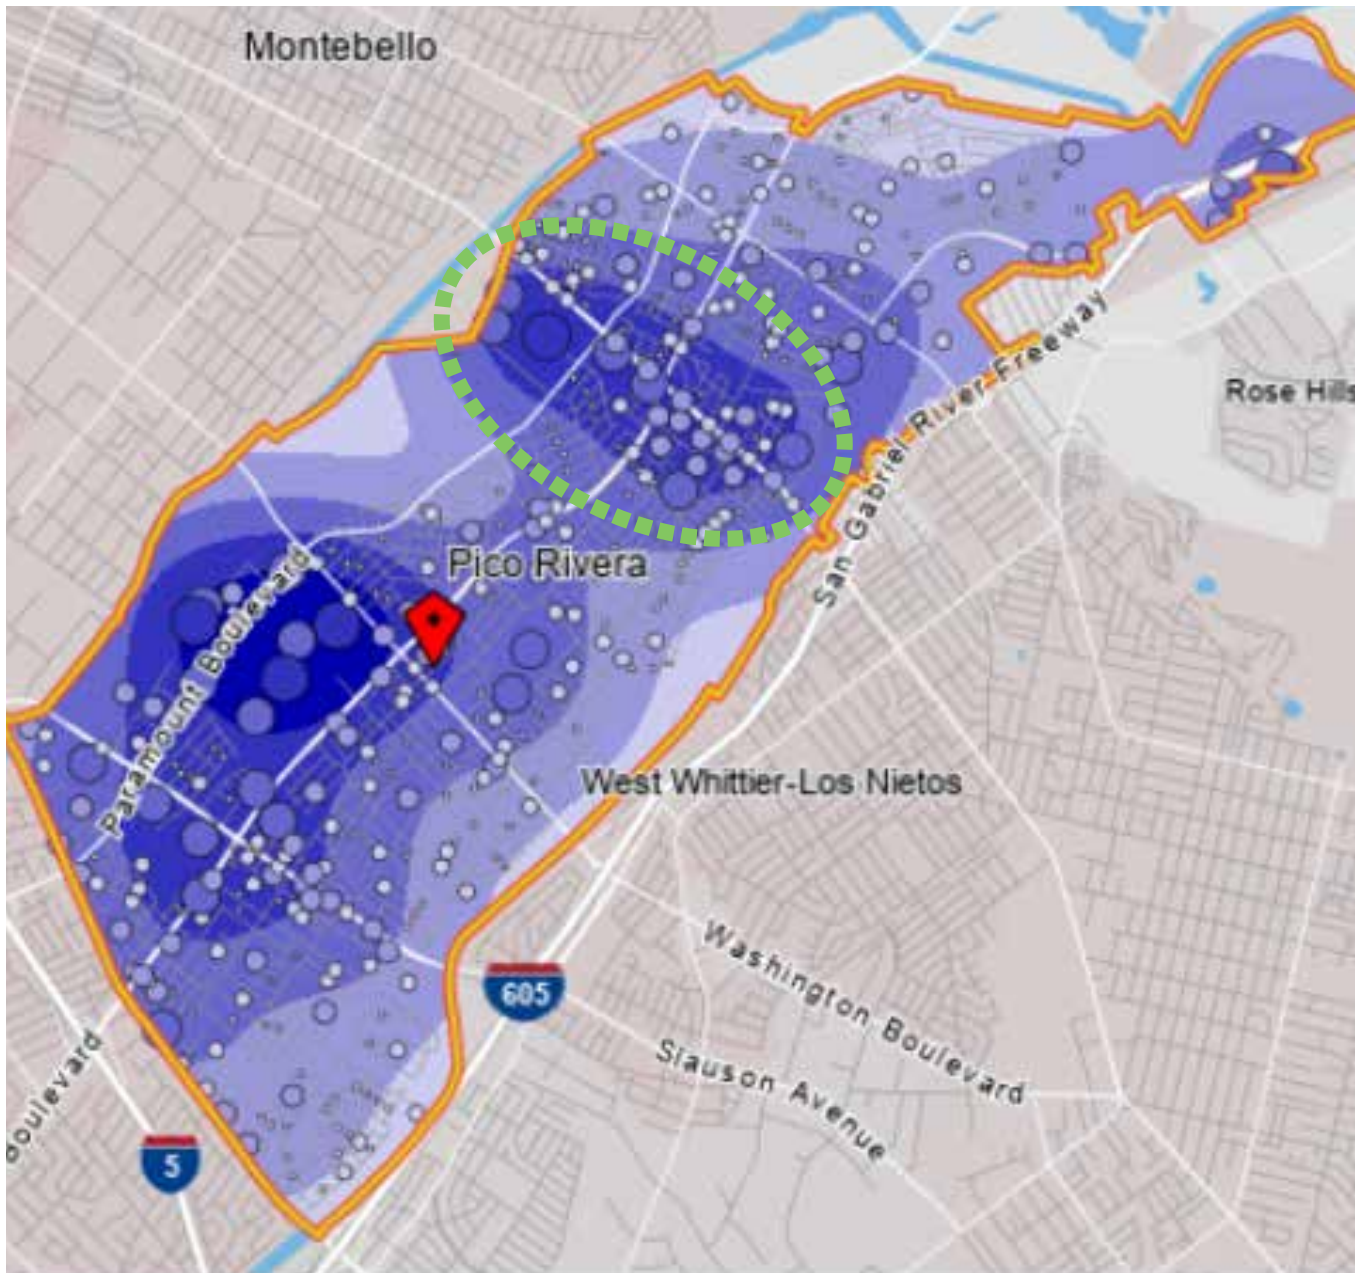 Montebello
Rose Hills
San Gabriel River Freeway
Pico Rivera
Paramount Boulevard
West Whittier-Los Nietos
Washington Boulevard
605
Slauson Avenue
Boulevard
5